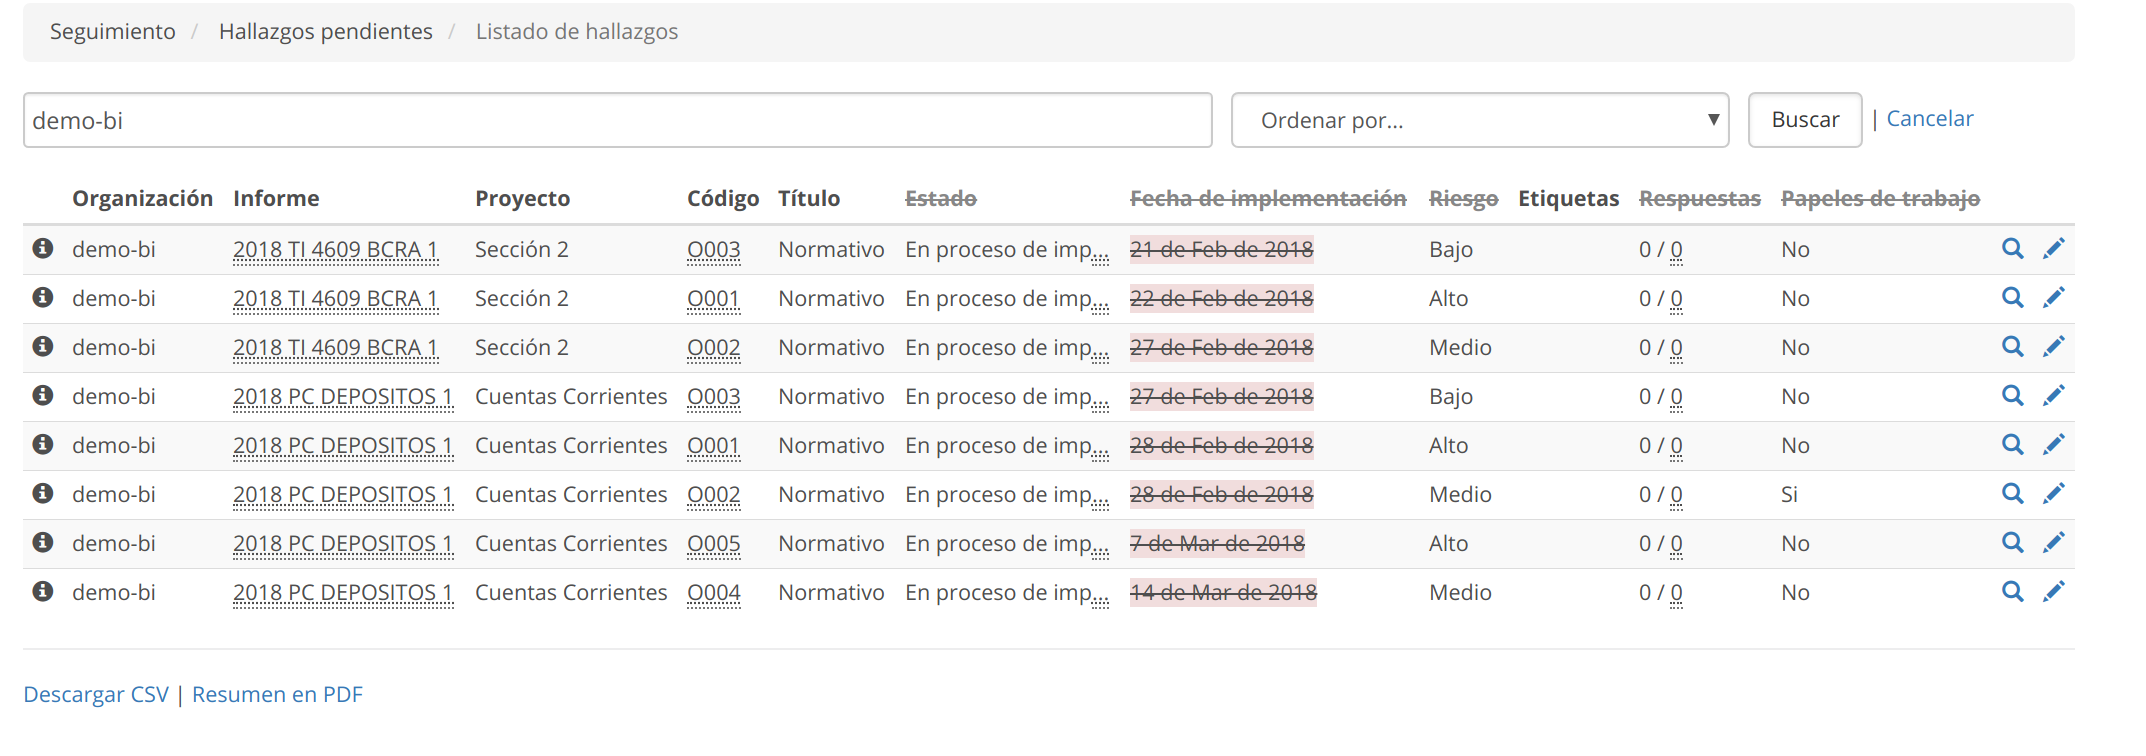 Seguimiento / Hallazgos pendientes / Listado de hallazgos
demo-bi Ordenar por... Buscar | Cancelar
Organización Informe Proyecto Código Título Estado Fecha de implementación Riesgo Etiquetas Respuestas Papeles de trabajo
demo-bi 2018 TI 4609 BCRA 1 Sección 2 O003 Normativo En proceso de imp... 21 de Feb de 2018 Bajo 0 / 0 No
demo-bi 2018 TI 4609 BCRA 1 Sección 2 O001 Normativo En proceso de imp... 22 de Feb de 2018 Alto 0 / 0 No
demo-bi 2018 TI 4609 BCRA 1 Sección 2 O002 Normativo En proceso de imp... 27 de Feb de 2018 Medio 0 / 0 No
demo-bi 2018 PC DEPOSITOS 1 Cuentas Corrientes O003 Normativo En proceso de imp... 27 de Feb de 2018 Bajo 0 / 0 No
demo-bi 2018 PC DEPOSITOS 1 Cuentas Corrientes O001 Normativo En proceso de imp... 28 de Feb de 2018 Alto 0 / 0 No
demo-bi 2018 PC DEPOSITOS 1 Cuentas Corrientes O002 Normativo En proceso de imp... 28 de Feb de 2018 Medio 0 / 0 Si
demo-bi 2018 PC DEPOSITOS 1 Cuentas Corrientes O005 Normativo En proceso de imp... 7 de Mar de 2018 Alto 0 / 0 No
demo-bi 2018 PC DEPOSITOS 1 Cuentas Corrientes O004 Normativo En proceso de imp... 14 de Mar de 2018 Medio 0 / 0 No
Descargar CSV | Resumen en PDF